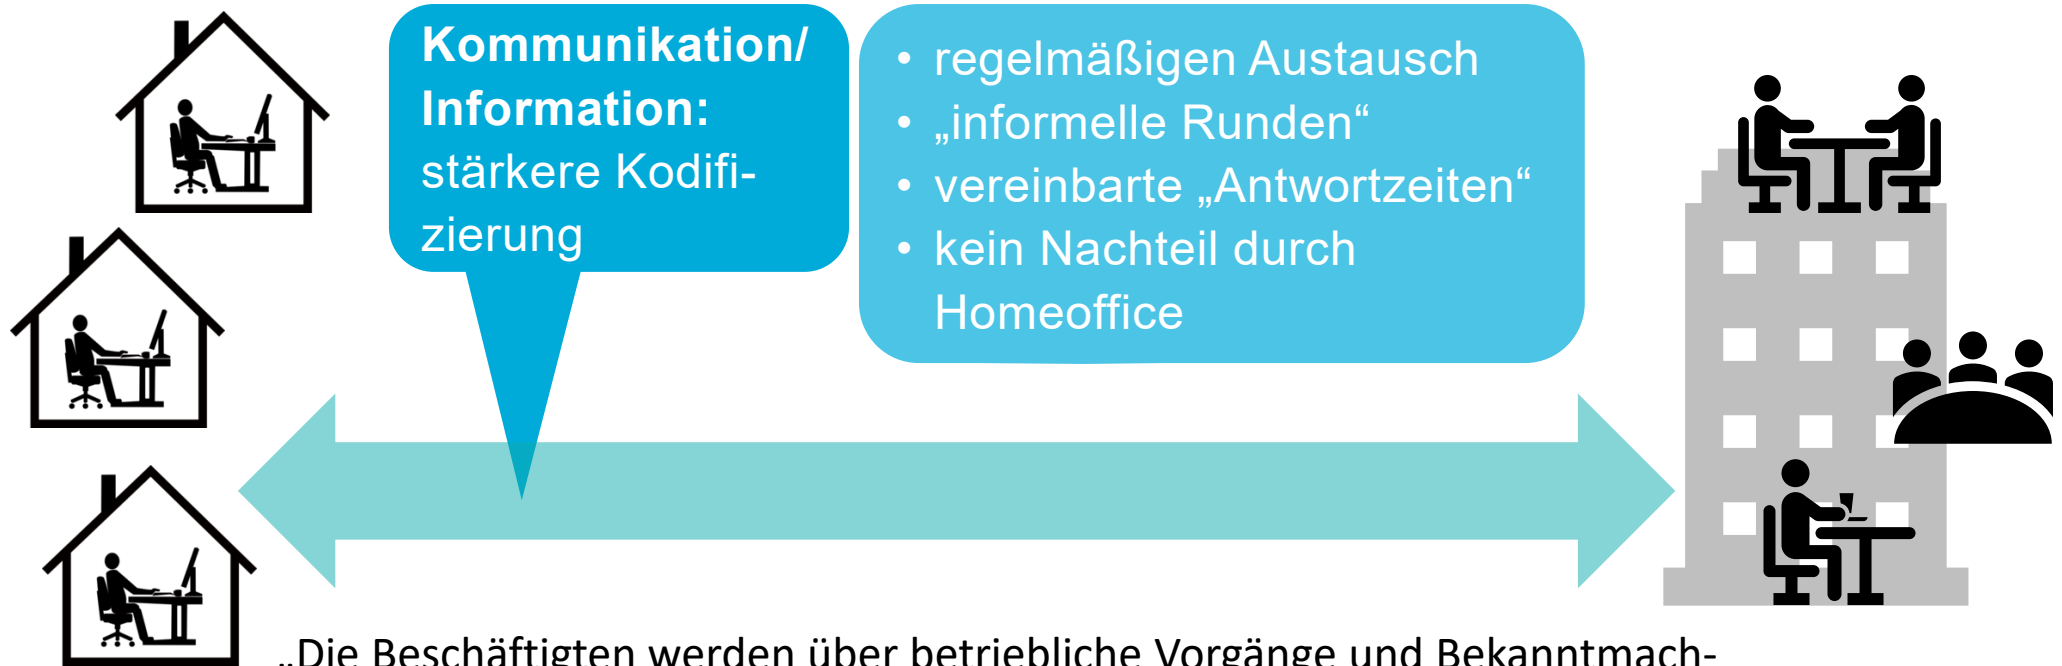 Kommunikation/
Information:
stärkere Kodifi-
zierung
• regelmäßigen Austausch
• „informelle Runden“
• vereinbarte „Antwortzeiten“
• kein Nachteil durch
Homeoffice
„Die Beschäftigten werden über betriebliche Vorgänge und Bekanntmach-